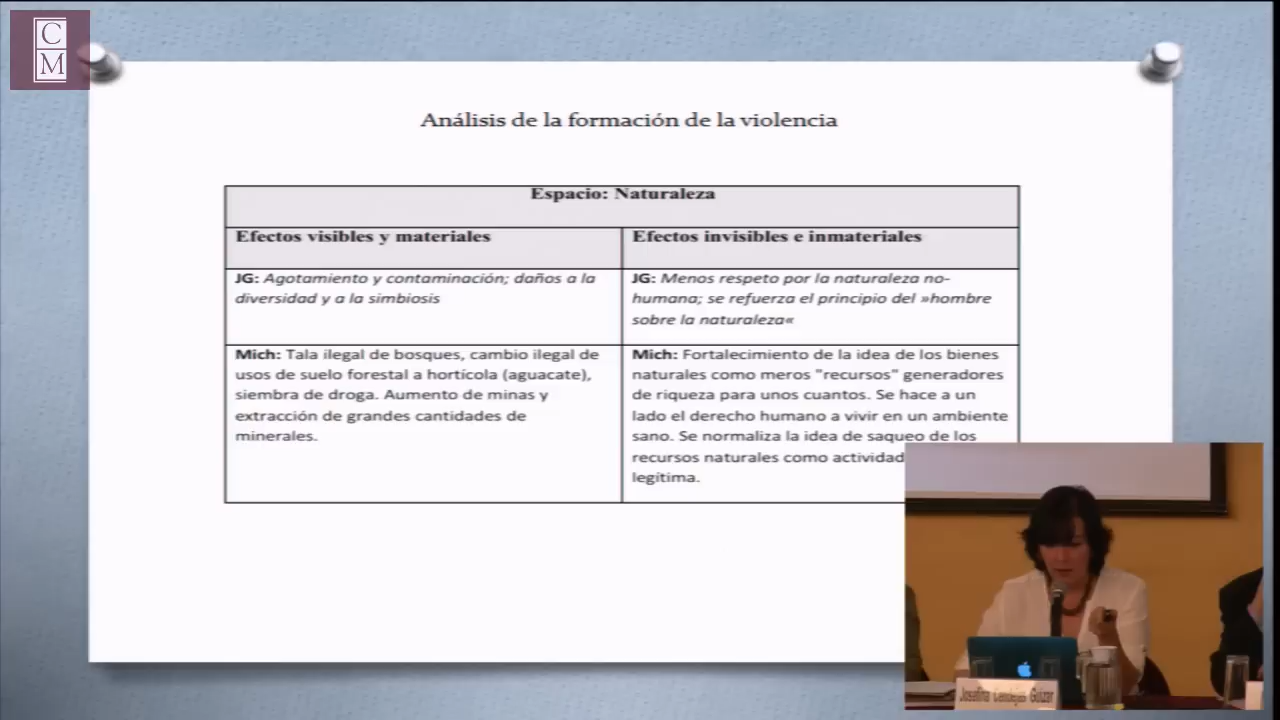 C
M
Análisis de la formación de la violencia
Espacio: Naturaleza
Efectos visibles y materiales
Efectos invisibles e inmateriales
JG: Agotamiento y contaminación; daños a la
diversidad y a la simbiosis
JG: Menos respeto por la naturaleza no-
humana; se refuerza el principio del »hombre
sobre la naturaleza«
Mich: Tala ilegal de bosques, cambio ilegal de
usos de suelo forestal a hortícola (aguacate),
siembra de droga. Aumento de minas y
extracción de grandes cantidades de
minerales.
Mich: Fortalecimiento de la idea de los bienes
naturales como meros "recursos" generadores
de riqueza para unos cuantos. Se hace a un
lado el derecho humano a vivir en un ambiente
sano. Se normaliza la idea de saqueo de los
recursos naturales como actividad
legítima.
Josefina Cendejas Guízar